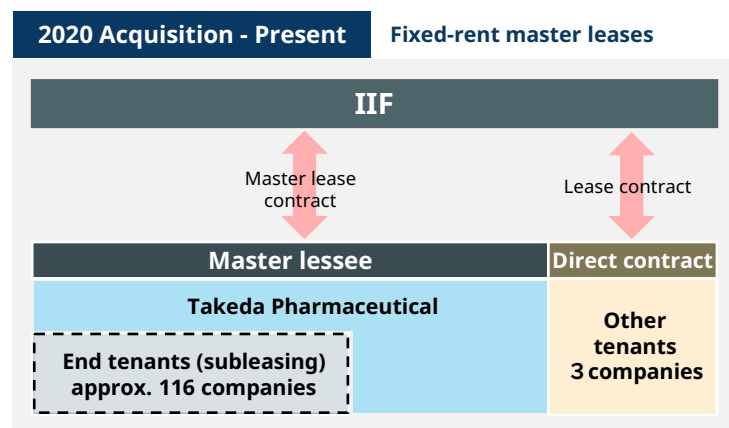 2020 Acquisition - Present
Fixed-rent master leases
IIF
Master lease
contract
Lease contract
Master lessee
Direct contract
Takeda Pharmaceutical
End tenants (subleasing)
approx. 116 companies
Other
tenants
3 companies